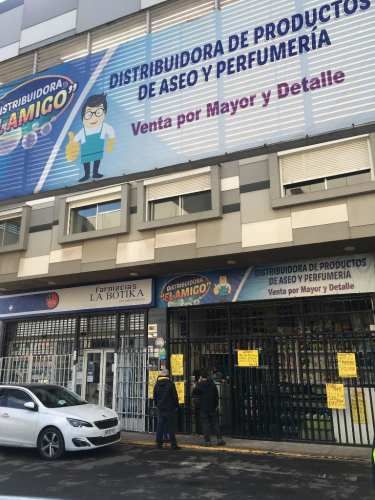 DISTRIBUIDORA
"EL AMIGO"
DISTRIBUIDORA DE PRODUCTOS
DE ASEO Y PERFUMERÍA
Venta por Mayor y Detalle
Farmacias
LA BOTIKA
DISTRIBUIDORA
"EL AMIGO"
DISTRIBUIDORA DE PRODUCTOS
DE ASEO Y PERFUMERÍA
Venta por Mayor y Detalle